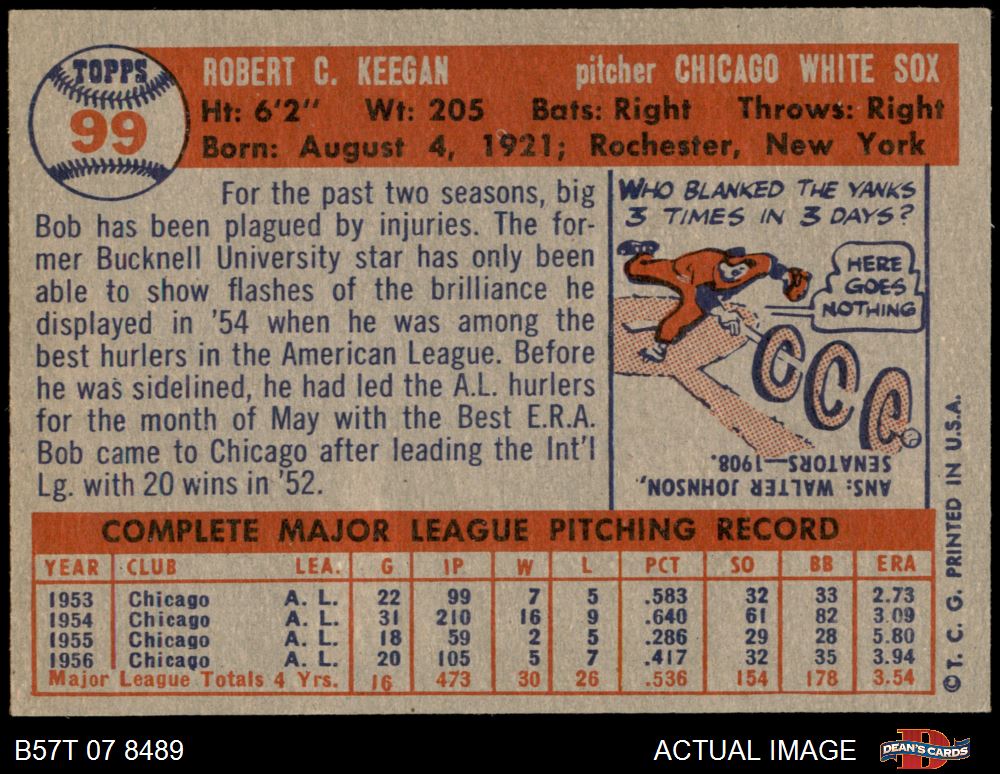 TOPPS
99
ROBERT C. KEEGAN pitcher CHICAGO WHITE SOX
Ht: 6'2" Wt: 205 Bats: Right Throws: Right
Born: August 4, 1921; Rochester, New York
For the past two seasons, big
Bob has been plagued by injuries. The for-
mer Bucknell University star has only been
able to show flashes of the brilliance he
displayed in '54 when he was among the
best hurlers in the American League. Before
he was sidelined, he had led the A.L. hurlers
for the month of May with the Best E.R.A.
Bob came to Chicago after leading the Int'l
Lg. with 20 wins in '52.
WHO BLANKED THE YANKS
3 TIMES IN 3 DAYS?
HERE
GOES
NOTHING
ANS: WALTER JOHNSON,
SENATORS—1908.
COMPLETE MAJOR LEAGUE PITCHING RECORD
YEAR CLUB LEA. G IP W L PCT SO BB ERA
1953 Chicago A. L. 22 99 7 5 .583 32 33 2.73
1954 Chicago A. L. 31 210 16 9 .640 61 82 3.09
1955 Chicago A. L. 18 59 2 5 .286 29 28 5.80
1956 Chicago A. L. 20 105 5 7 .417 32 35 3.94
Major League Totals 4 Yrs. 16 473 30 26 .536 154 178 3.54
© T. C. G. PRINTED IN U.S.A.
B57T 07 8489 ACTUAL IMAGE DEAN'S CARDS